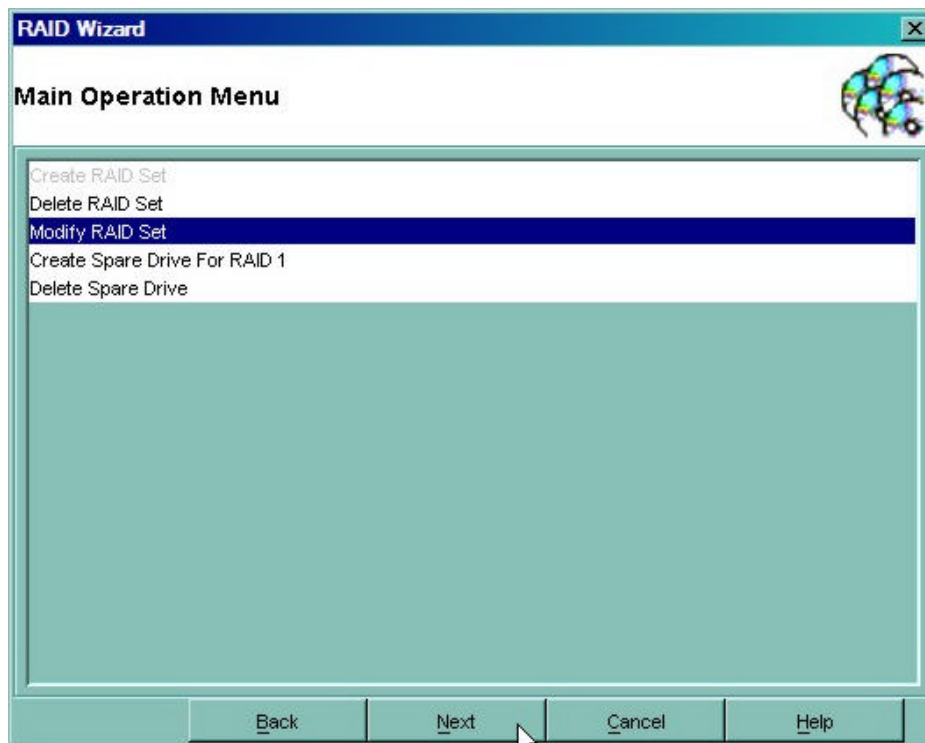 RAID Wizard
Main Operation Menu
Create RAID Set
Delete RAID Set
Modify RAID Set
Create Spare Drive For RAID 1
Delete Spare Drive
Back Next Cancel Help